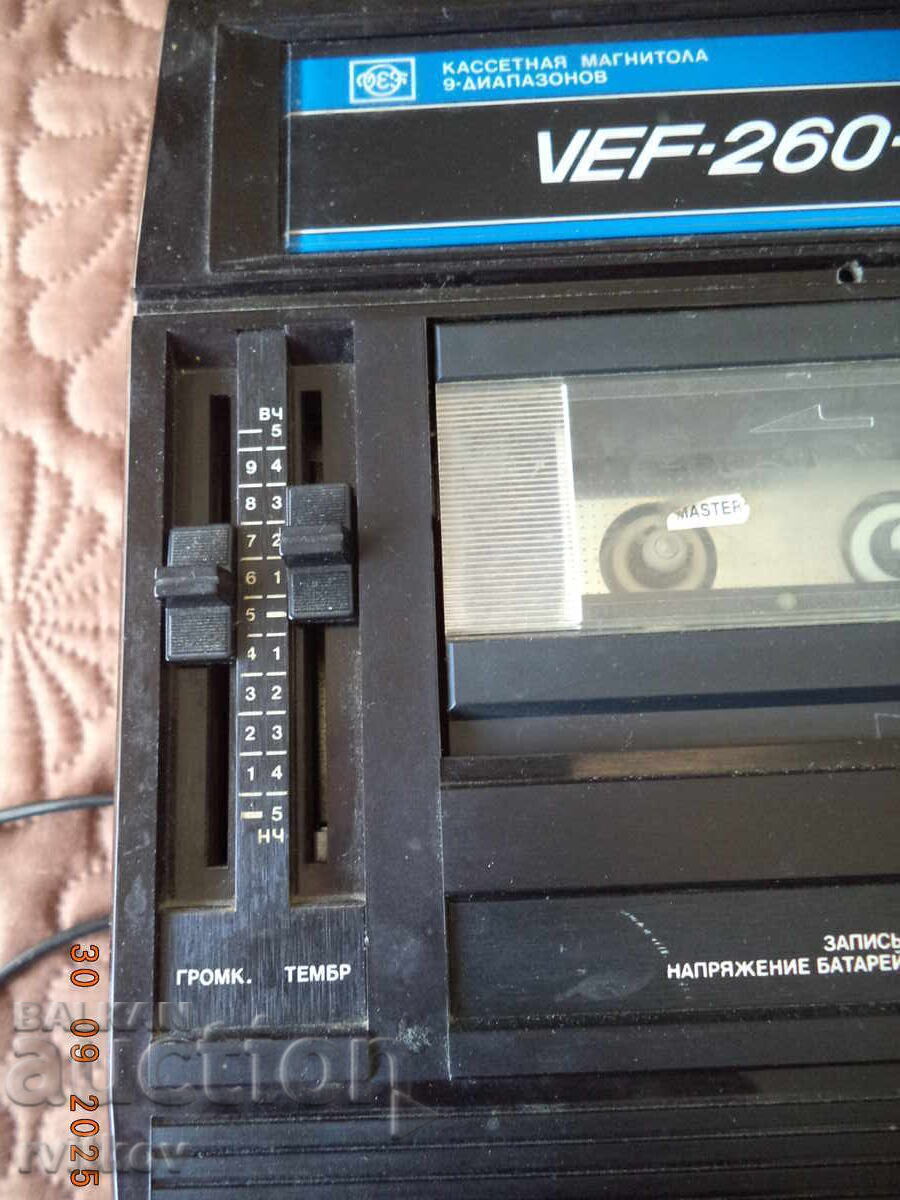 VEF
КАССЕТНАЯ МАГНИТОЛА
9-ДИАПАЗОНОВ
VEF-260-
ВЧ
— 5
9 4
8 3
7 2
6 1
5 —
4 1
3 2
2 3
1 4
— 5
НЧ
ГРОМК. ТЕМБР
MASTER
ЗАПИСЬ
НАПРЯЖЕНИЕ БАТАРЕЙ
30 09 2025
BALKAN
auction
rvitkov